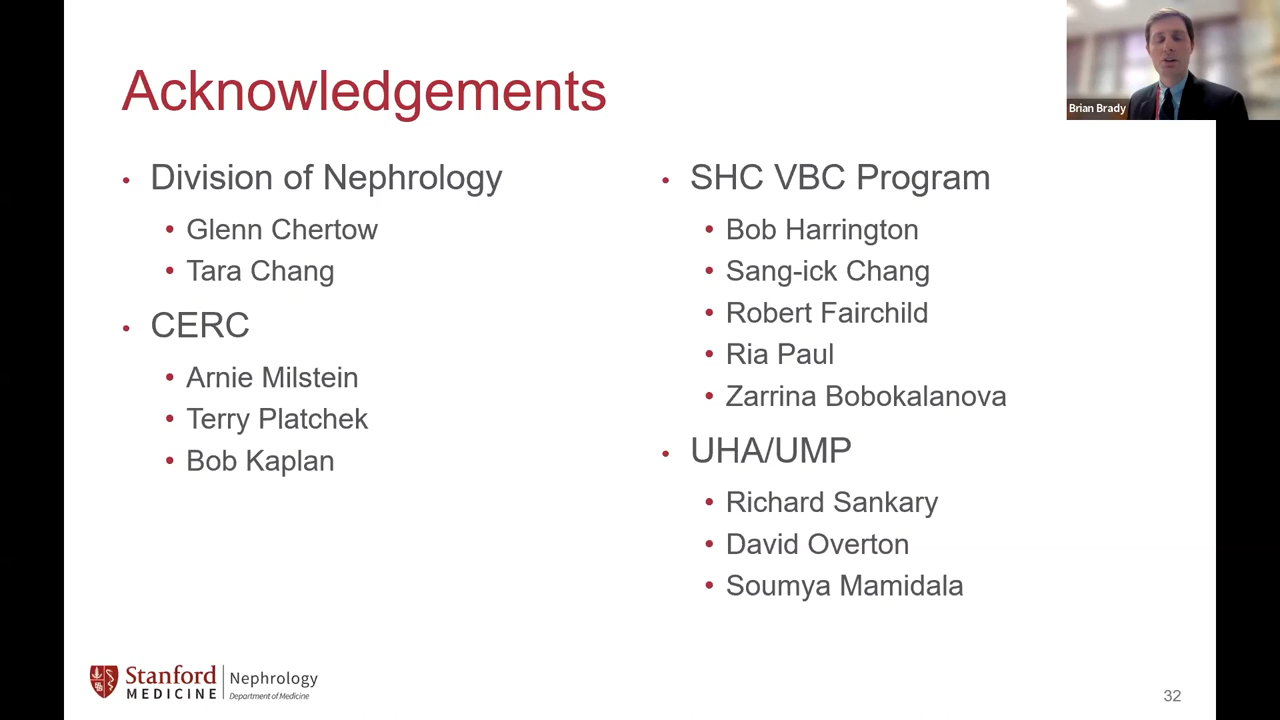 Acknowledgements
Brian Brady
• Division of Nephrology
• Glenn Chertow
• Tara Chang
• CERC
• Arnie Milstein
• Terry Platchek
• Bob Kaplan
• SHC VBC Program
• Bob Harrington
• Sang-ick Chang
• Robert Fairchild
• Ria Paul
• Zarrina Bobokalanova
• UHA/UMP
• Richard Sankary
• David Overton
• Soumya Mamidala
Stanford
MEDICINE
Nephrology
Department of Medicine
32